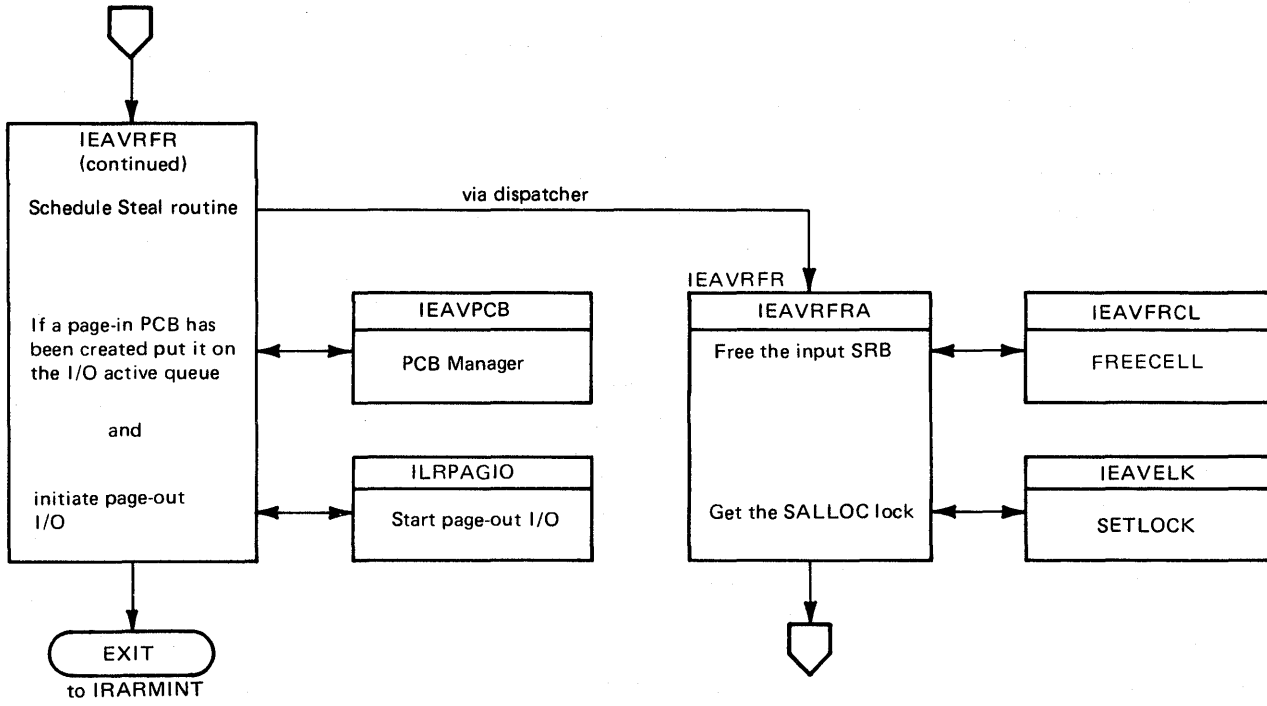 IEAVRFR
(continued)
Schedule Steal routine
via dispatcher
If a page-in PCB has
been created put it on
the I/O active queue
and
initiate page-out
I/O
IEAVPCB
PCB Manager
ILRPAGIO
Start page-out I/O
EXIT
to IRARMINT
IEAVRFR
IEAVRFRA
Free the input SRB
Get the SALLOC lock
IEAVFRCL
FREECELL
IEAVELK
SETLOCK